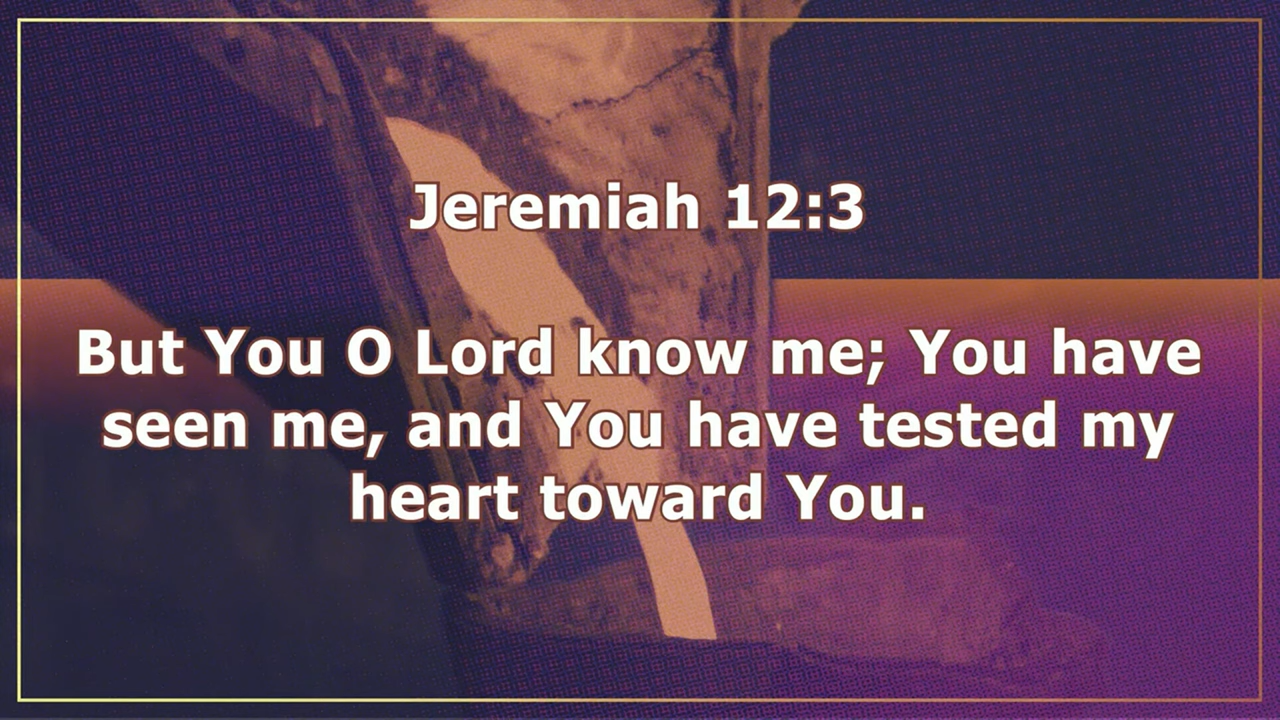 Jeremiah 12:3
But You O Lord know me; You have
seen me, and You have tested my
heart toward You.